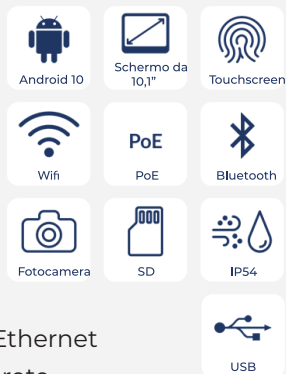 Android 10
Schermo da
10,1”
Touchscreen
Wifi
PoE
PoE
Bluetooth
Fotocamera
SD
IP54
Ethernet
USB